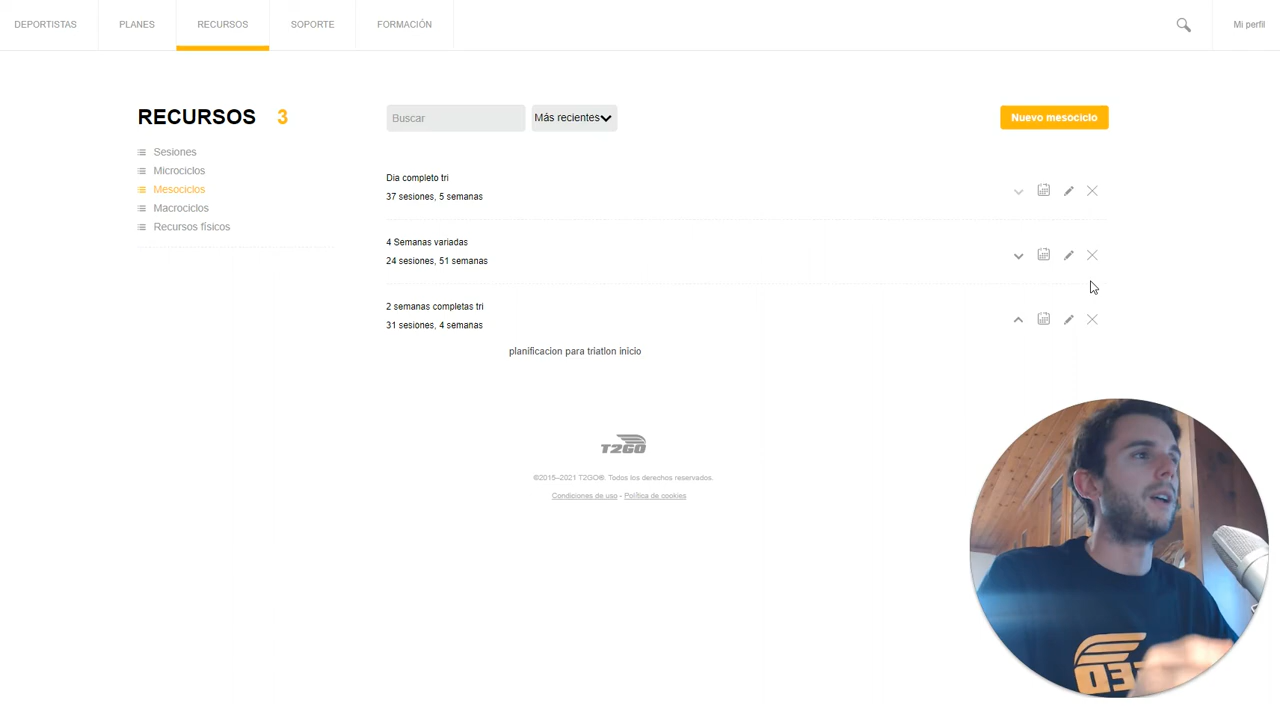 DEPORTISTAS
PLANES
RECURSOS
SOPORTE
FORMACIÓN
Mi perfil
RECURSOS 3
Buscar
Más recientes
Nuevo mesociclo
Sesiones
Microciclos
Mesociclos
Macrociclos
Recursos físicos
Dia completo tri
37 sesiones, 5 semanas
4 Semanas variadas
24 sesiones, 51 semanas
2 semanas completas tri
31 sesiones, 4 semanas
planificacion para triatlon inicio
T2GO
©2015–2021 T2GO®. Todos los derechos reservados.
Condiciones de uso - Política de cookies